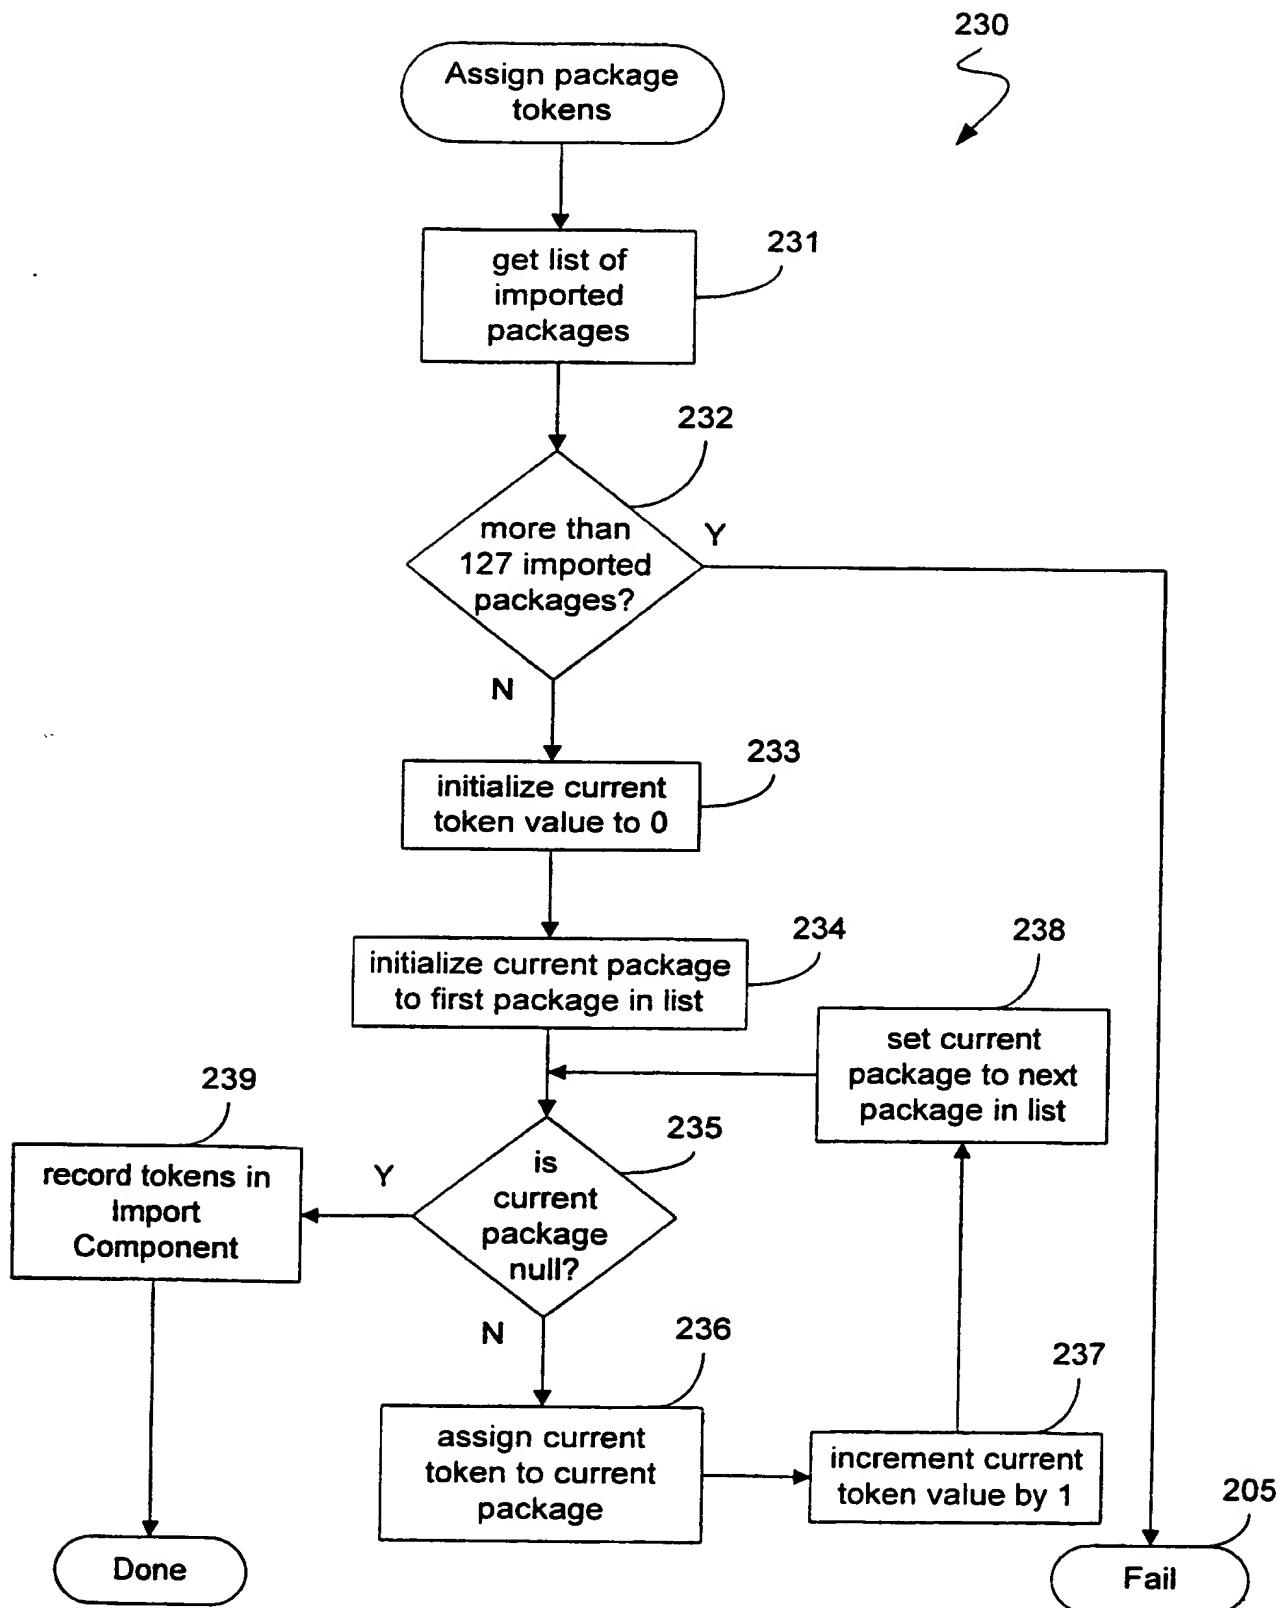 230
Assign package
tokens
231
get list of
imported
packages
232
more than
127 imported
packages?
Y
N
233
initialize current
token value to 0
234
initialize current package
to first package in list
238
set current
package to next
package in list
239
record tokens in
Import
Component
Y
235
is
current
package
null?
N
236
assign current
token to current
package
237
increment current
token value by 1
205
Done
Fail